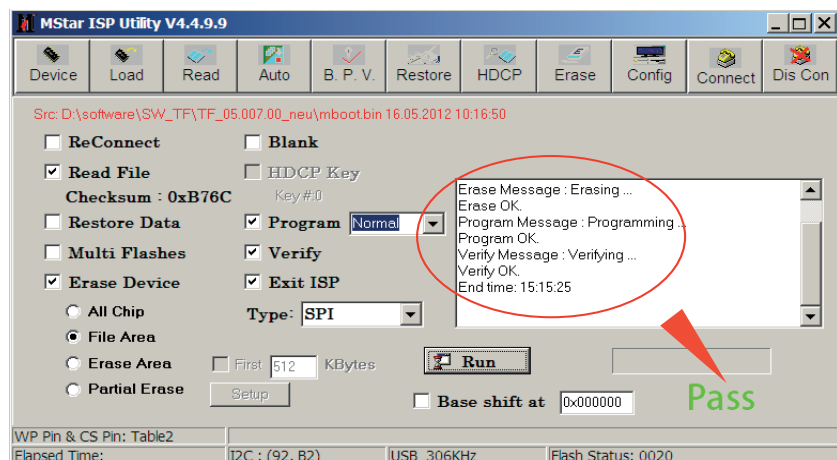 MStar ISP Utility V4.4.9.9
Device Load Read Auto B. P. V. Restore HDCP Erase Config Connect Dis Con
Src: D:\software\SW_TF\TF_05.007.00_neu\mboot.bin 16.05.2012 10:16:50
ReConnect Blank
Read File HDCP Key
Checksum : 0xB76C Key#:0
Restore Data Program Normal
Multi Flashes Verify
Erase Device Exit ISP
All Chip Type: SPI
File Area
Erase Area First 512 KBytes
Partial Erase Setup
Erase Message : Erasing ...
Erase OK.
Program Message : Programming ...
Program OK.
Verify Message : Verifying ...
Verify OK.
End time: 15:15:25
Run
Base shift at 0x000000
Pass
WP Pin & CS Pin: Table2
Elapsed Time: I2C : (92, B2) USB 306KHz Flash Status: 0020